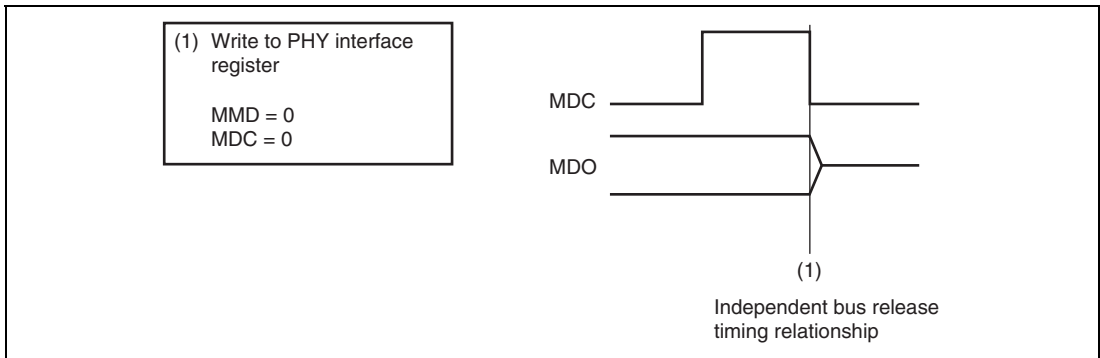 (1) Write to PHY interface
register
MMD = 0
MDC = 0
MDC
MDO
(1)
Independent bus release
timing relationship